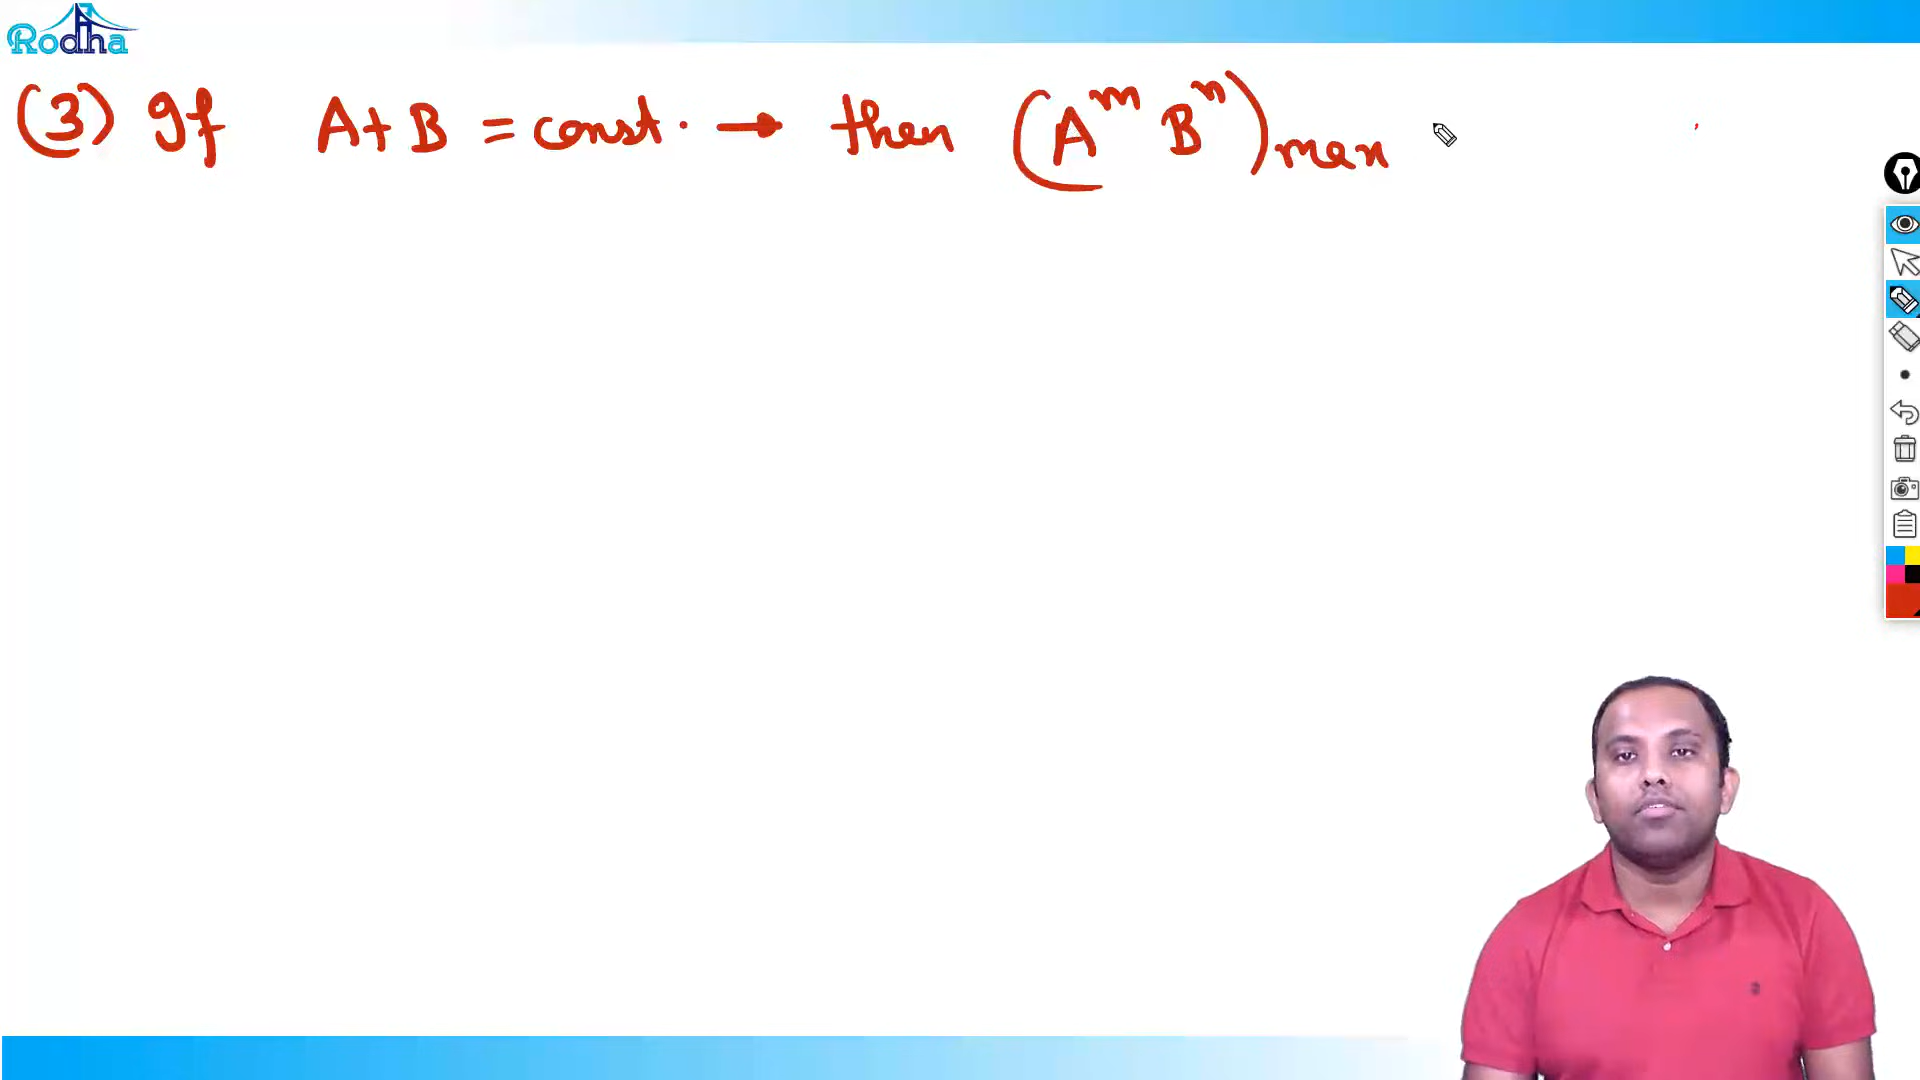 Rodha
(3) If A+B = const. → then (A^m B^n)max